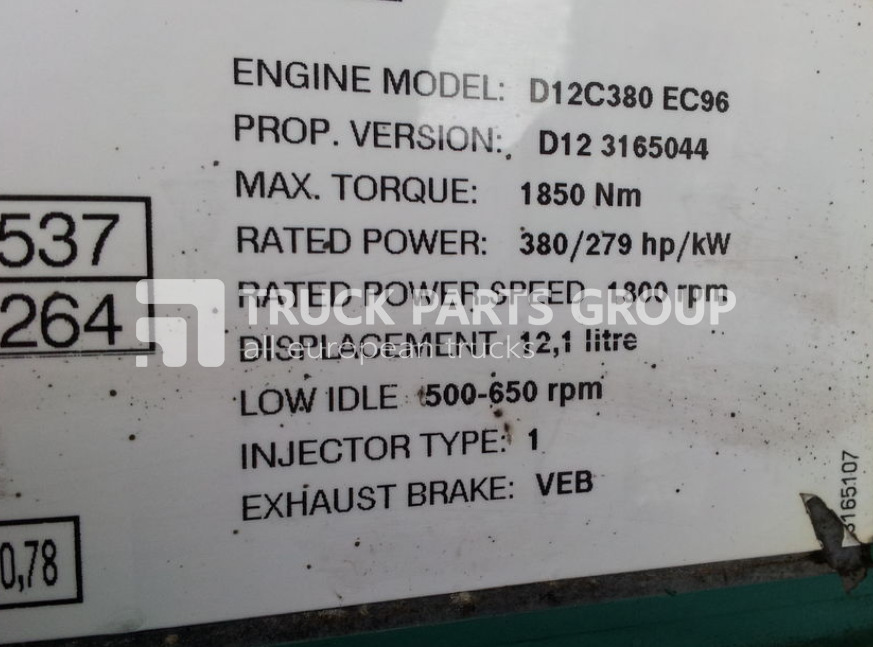 ENGINE MODEL: D12C380 EC96
PROP. VERSION: D12 3165044
MAX. TORQUE: 1850 Nm
537
RATED POWER: 380/279 hp/kW
RATED POWER SPEED 1800 rpm
TRUCK PARTS GROUP
264
DISPLACEMENT 12,1 litre
all european trucks
LOW IDLE 500-650 rpm
INJECTOR TYPE: 1
EXHAUST BRAKE: VEB
3165107
0,78